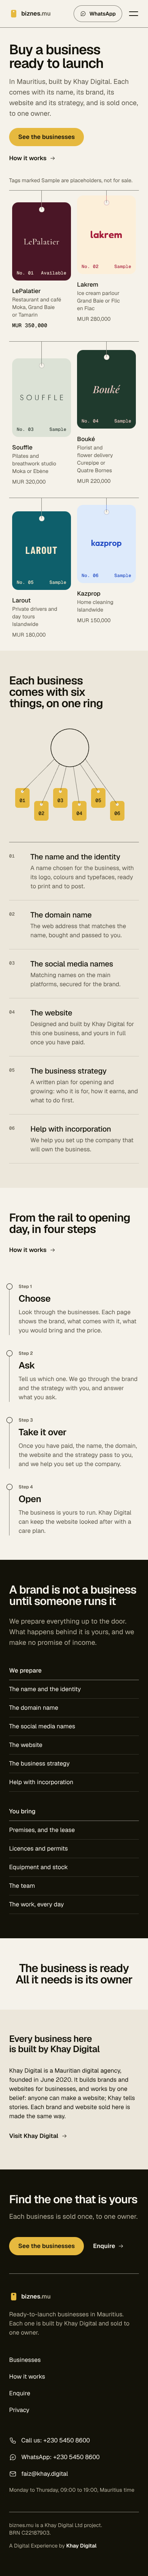 biznes.mu
WhatsApp
Buy a business
ready to launch
In Mauritius, built by Khay Digital. Each
comes with its name, its brand, its
website and its strategy, and is sold once,
to one owner.
See the businesses
How it works →
Tags marked Sample are placeholders, not for sale.
LePalatier
No. 01 Available
LePalatier
Restaurant and café
Moka, Grand Baie
or Tamarin
MUR 350,000
lakrem
No. 02 Sample
Lakrem
Ice cream parlour
Grand Baie or Flic
en Flac
MUR 280,000
SOUFFLE
No. 03 Sample
Souffle
Pilates and
breathwork studio
Moka or Ebène
MUR 320,000
Bouké
No. 04 Sample
Bouké
Florist and
flower delivery
Curepipe or
Quatre Bornes
MUR 220,000
LAROUT
No. 05 Sample
Larout
Private drivers and
day tours
Islandwide
MUR 180,000
kazprop
No. 06 Sample
Kazprop
Home cleaning
Islandwide
MUR 150,000
Each business
comes with six
things, on one ring
01
02
03
04
05
06
01 The name and the identity
A name chosen for the business, with
its logo, colours and typefaces, ready
to print and to post.
02 The domain name
The web address that matches the
name, bought and passed to you.
03 The social media names
Matching names on the main
platforms, secured for the brand.
04 The website
Designed and built by Khay Digital for
this one business, and yours in full
once you have paid.
05 The business strategy
A written plan for opening and
growing: who it is for, how it earns, and
what to do first.
06 Help with incorporation
We help you set up the company that
will own the business.
From the rail to opening
day, in four steps
How it works →
Step 1
Choose
Look through the businesses. Each page
shows the brand, what comes with it, what
you would bring and the price.
Step 2
Ask
Tell us which one. We go through the brand
and the strategy with you, and answer
what you ask.
Step 3
Take it over
Once you have paid, the name, the domain,
the website and the strategy pass to you,
and we help you set up the company.
Step 4
Open
The business is yours to run. Khay Digital
can keep the website looked after with a
care plan.
A brand is not a business
until someone runs it
We prepare everything up to the door.
What happens behind it is yours, and we
make no promise of income.
We prepare
The name and the identity
The domain name
The social media names
The website
The business strategy
Help with incorporation
You bring
Premises, and the lease
Licences and permits
Equipment and stock
The team
The work, every day
The business is ready
All it needs is its owner
Every business here
is built by Khay Digital
Khay Digital is a Mauritian digital agency,
founded in June 2020. It builds brands and
websites for businesses, and works by one
belief: anyone can make a website; Khay tells
stories. Each brand and website sold here is
made the same way.
Visit Khay Digital →
Find the one that is yours
Each business is sold once, to one owner.
See the businesses
Enquire →
biznes.mu
Ready-to-launch businesses in Mauritius.
Each one is built by Khay Digital and sold to
one owner.
Businesses
How it works
Enquire
Privacy
Call us: +230 5450 8600
WhatsApp: +230 5450 8600
faiz@khay.digital
Monday to Thursday, 09:00 to 19:00, Mauritius time
biznes.mu is a Khay Digital Ltd project.
BRN C22187903.
A Digital Experience by Khay Digital